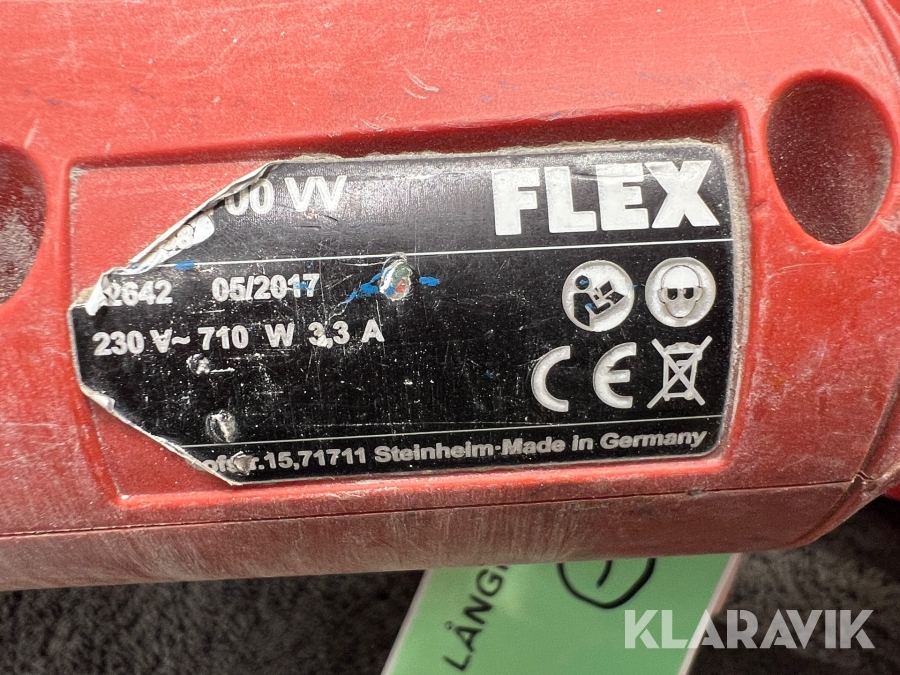 00 VV
FLEX
2642 05/2017
230 V~ 710 W 3,3 A
CE
.15,71711 Steinheim·Made in Germany
LÅNG
KLARAVIK